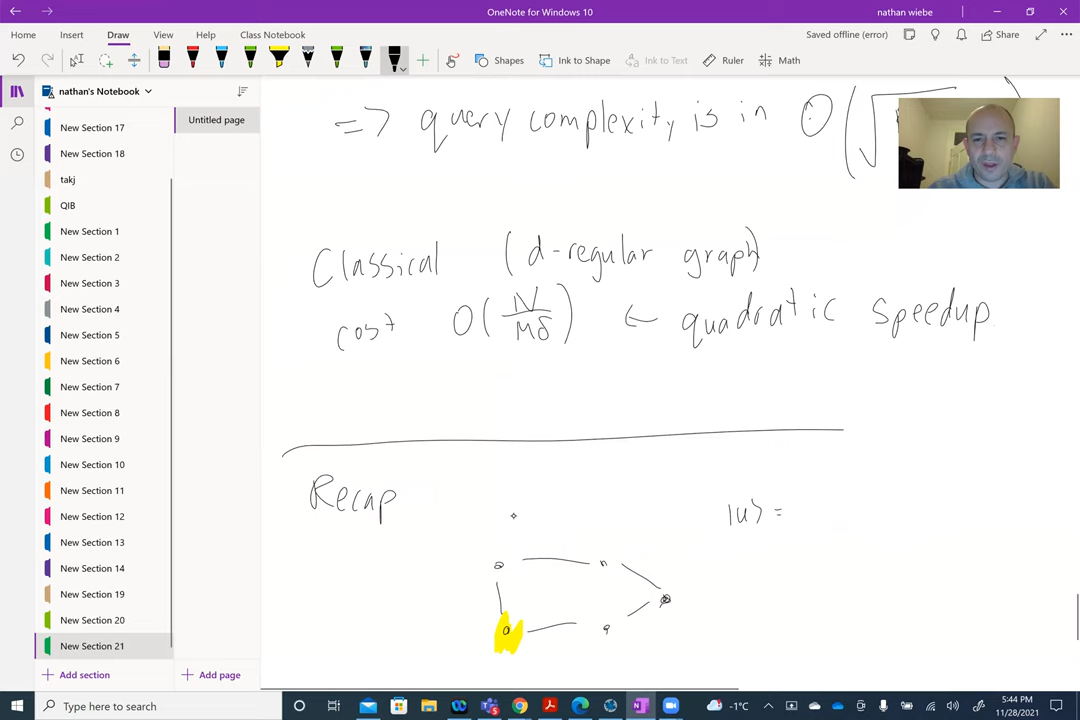 OneNote for Windows 10
nathan wiebe
Home Insert Draw View Help Class Notebook
Saved offline (error)
Share
Shapes
Ink to Shape
Ink to Text
Ruler
Math
nathan's Notebook
Untitled page
New Section 17
New Section 18
takj
QIB
New Section 1
New Section 2
New Section 3
New Section 4
New Section 5
New Section 6
New Section 7
New Section 8
New Section 9
New Section 10
New Section 11
New Section 12
New Section 13
New Section 14
New Section 19
New Section 20
New Section 21
Add section
Add page
=> query complexity is in O(√
Classical (d-regular graph)
cost O(N/Mδ) ← quadratic speedup
Recap
|u> =
Type here to search
-1°C
5:44 PM
11/28/2021